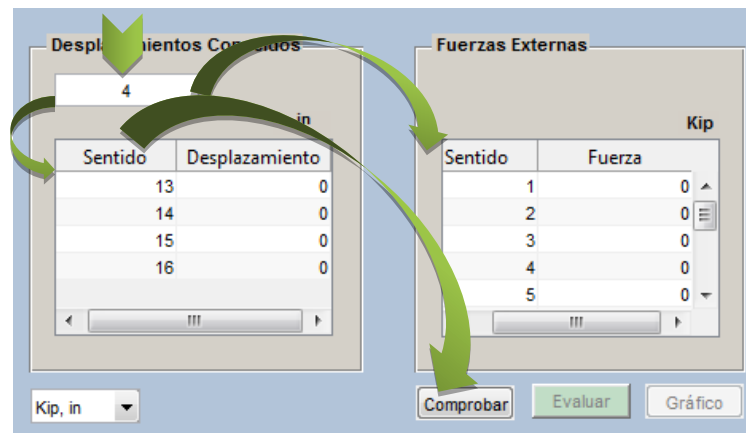 Desplazamientos Conocidos
4
in
Sentido Desplazamiento
13 0
14 0
15 0
16 0
Fuerzas Externas
Kip
Sentido Fuerza
1 0
2 0
3 0
4 0
5 0
Kip, in
Comprobar Evaluar Gráfico